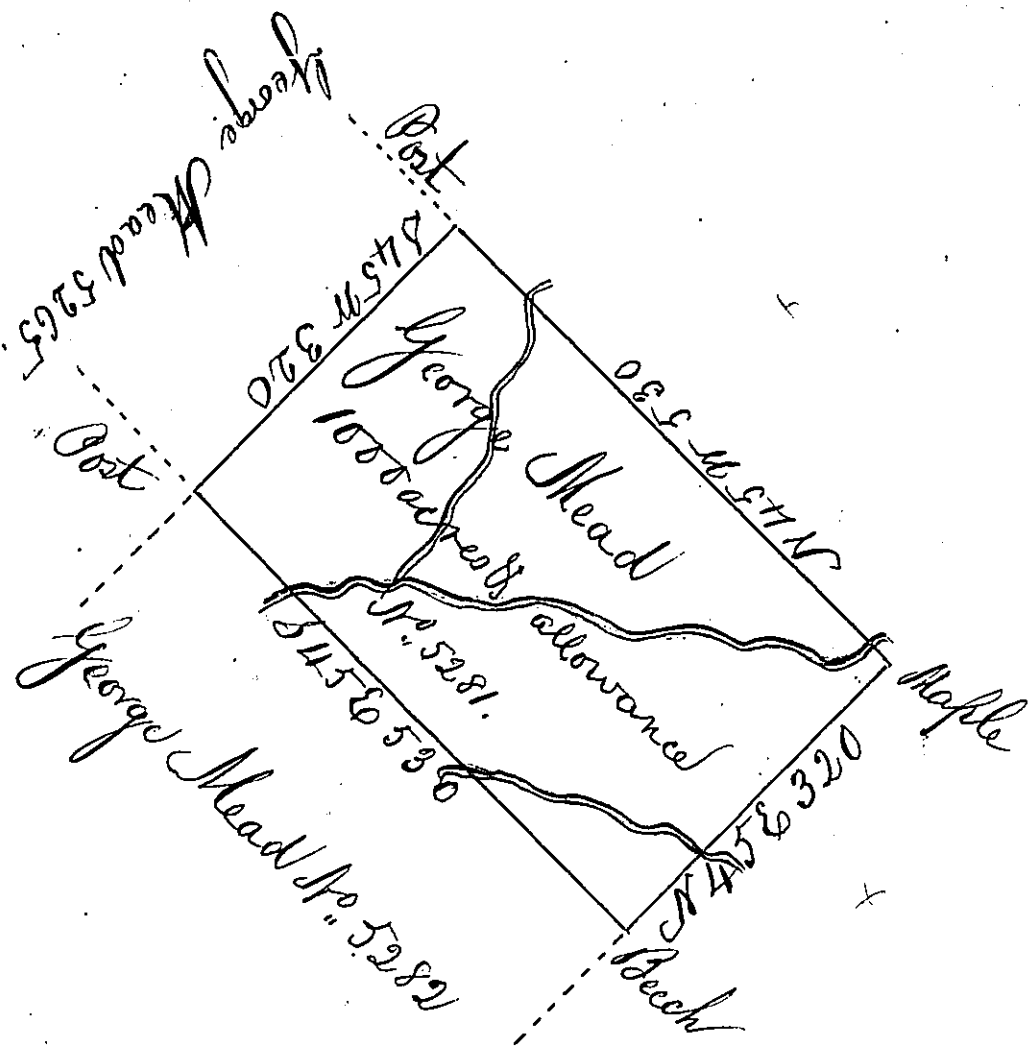 George Mead 5265.
Post
S 45 W 320
Post
George Mead
1000 acres &
allowance
No. 5281.
N 45 W 530
Maple
N 45 E 320
Beech
S 45 E 530
George Mead No. 5282